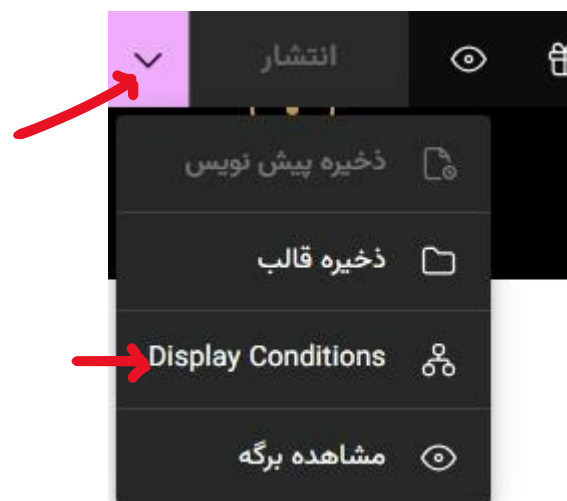 انتشار
ذخیره پیش نویس
ذخیره قالب
Display Conditions
مشاهده برگه